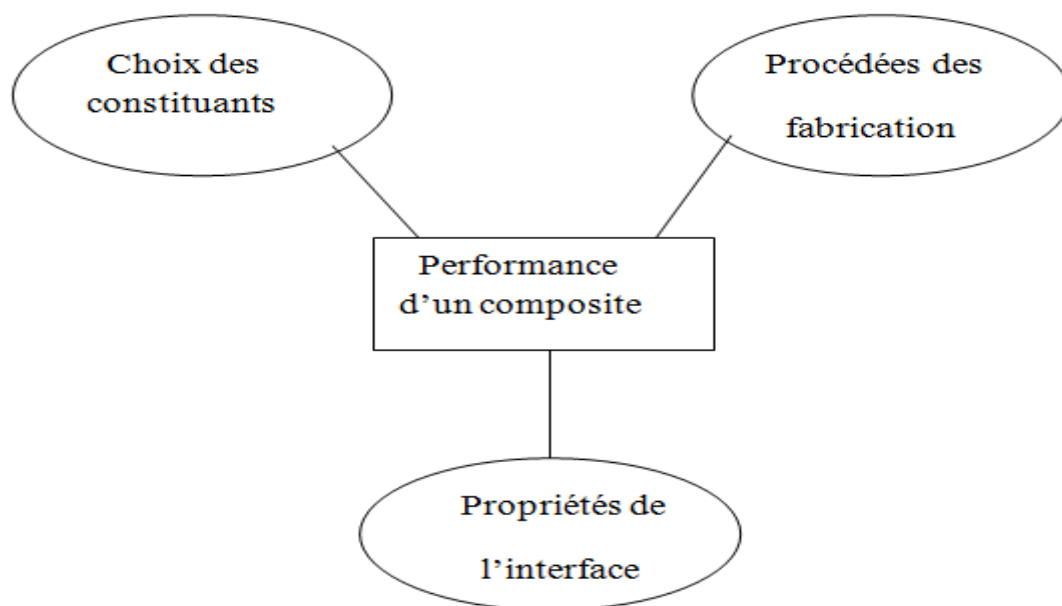 Choix des
constituants
Procédées des
fabrication
Performance
d’un composite
Propriétés de
l’interface